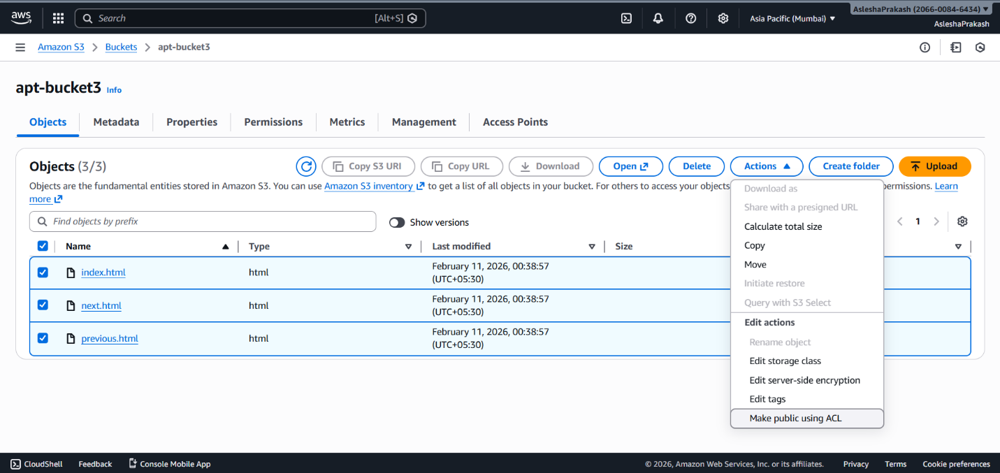 aws
Search [Alt+S]
Asia Pacific (Mumbai)
AsleshaPrakash (2066-0084-6434)
AsleshaPrakash
Amazon S3 > Buckets > apt-bucket3
apt-bucket3 Info
Objects Metadata Properties Permissions Metrics Management Access Points
Objects (3/3) Copy S3 URI Copy URL Download Open Delete Actions Create folder Upload
Objects are the fundamental entities stored in Amazon S3. You can use Amazon S3 inventory to get a list of all objects in your bucket. For others to access your objects ermissions. Learn
more
Find objects by prefix Show versions 1
Name Type Last modified Size
index.html html February 11, 2026, 00:38:57
(UTC+05:30)
next.html html February 11, 2026, 00:38:57
(UTC+05:30)
previous.html html February 11, 2026, 00:38:57
(UTC+05:30)
Download as
Share with a presigned URL
Calculate total size
Copy
Move
Initiate restore
Query with S3 Select
Edit actions
Rename object
Edit storage class
Edit server-side encryption
Edit tags
Make public using ACL
CloudShell Feedback Console Mobile App © 2026, Amazon Web Services, Inc. or its affiliates. Privacy Terms Cookie preferences